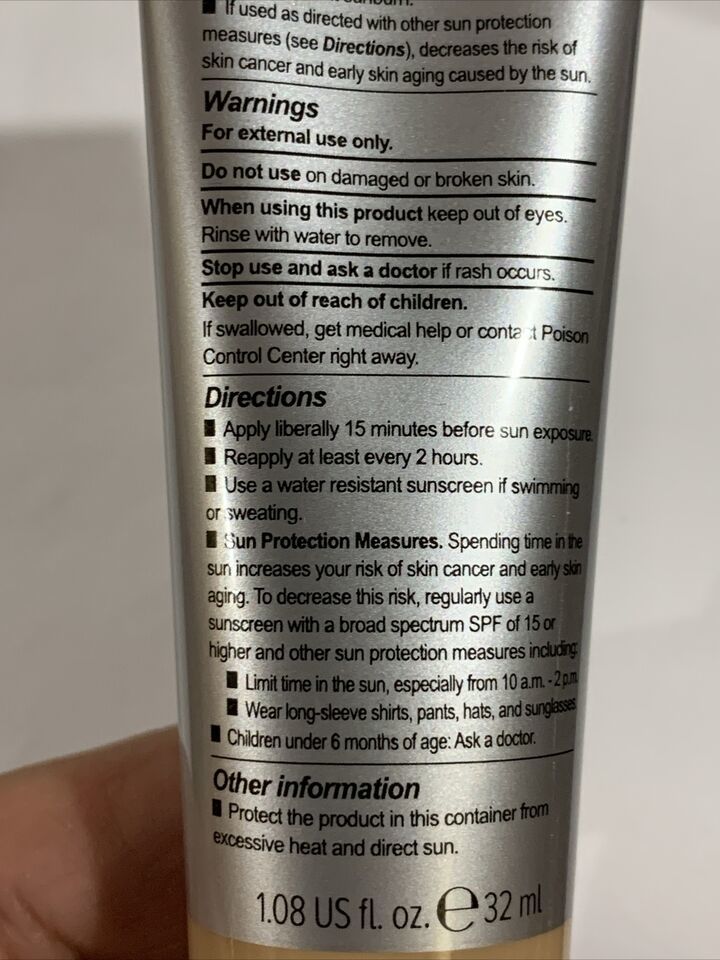 sunburn.
■ If used as directed with other sun protection
measures (see Directions), decreases the risk of
skin cancer and early skin aging caused by the sun.
Warnings
For external use only.
Do not use on damaged or broken skin.
When using this product keep out of eyes.
Rinse with water to remove.
Stop use and ask a doctor if rash occurs.
Keep out of reach of children.
If swallowed, get medical help or contact Poison
Control Center right away.
Directions
■ Apply liberally 15 minutes before sun exposure.
■ Reapply at least every 2 hours.
■ Use a water resistant sunscreen if swimming
or sweating.
■ Sun Protection Measures. Spending time in the
sun increases your risk of skin cancer and early skin
aging. To decrease this risk, regularly use a
sunscreen with a broad spectrum SPF of 15 or
higher and other sun protection measures including:
■ Limit time in the sun, especially from 10 a.m. - 2 p.m.
■ Wear long-sleeve shirts, pants, hats, and sunglasses
■ Children under 6 months of age: Ask a doctor.
Other information
■ Protect the product in this container from
excessive heat and direct sun.
1.08 US fl. oz. ℮ 32 ml